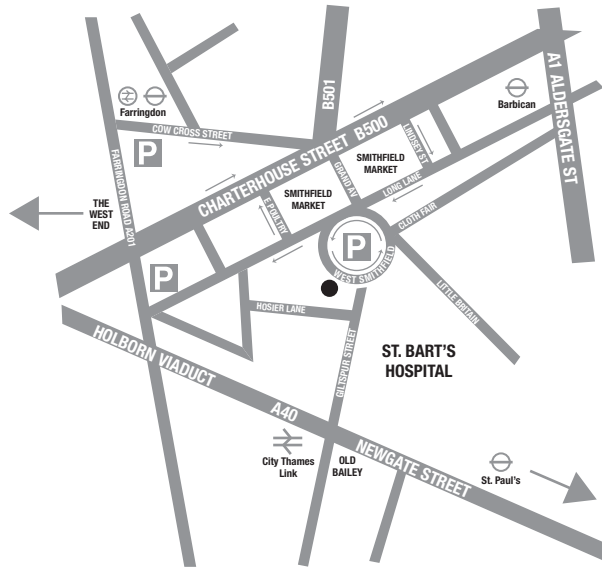 B501
A1 ALDERSGATE ST
Farringdon
Barbican
COW CROSS STREET
P
CHARTERHOUSE STREET B500
LINDSEY ST.
SMITHFIELD
MARKET
GRAND AV
SMITHFIELD
MARKET
LONG LANE
FARRINGDON ROAD A201
THE
WEST
END
E POULTRY
CLOTH FAIR
P
WEST SMITHFIELD
P
LITTLE BRITAIN
HOSIER LANE
GILTSPUR STREET
HOLBORN VIADUCT
ST. BART'S
HOSPITAL
A40
NEWGATE STREET
City Thames
Link
OLD
BAILEY
St. Paul's